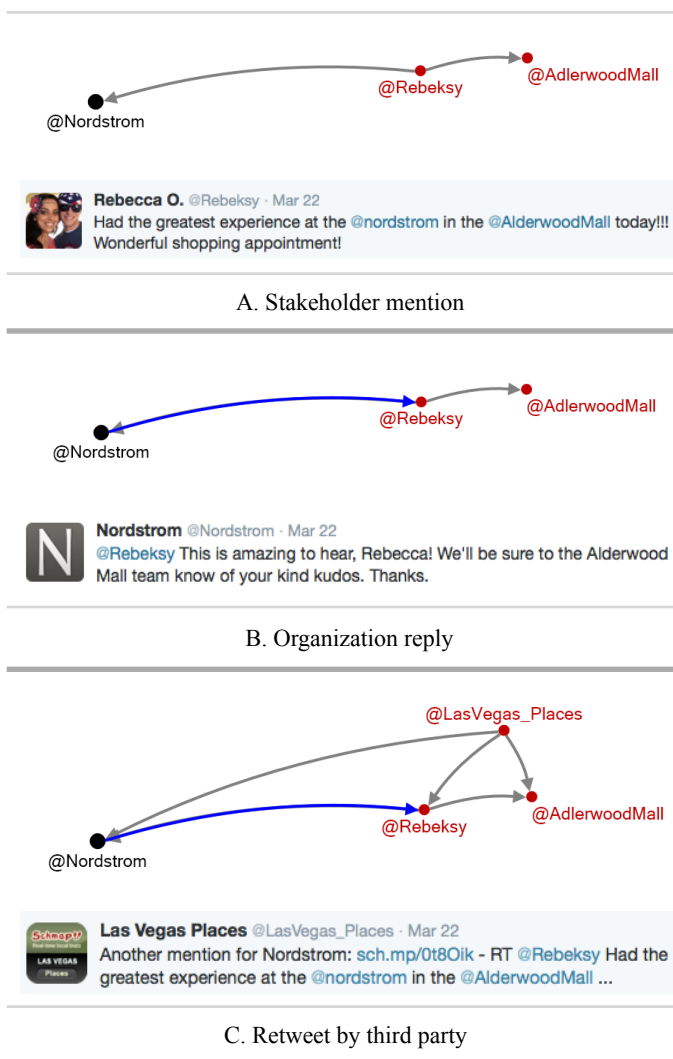 @Rebeksy
@AdlerwoodMall
@Nordstrom
Rebecca O. @Rebeksy · Mar 22
Had the greatest experience at the @nordstrom in the @AlderwoodMall today!!!
Wonderful shopping appointment!
A. Stakeholder mention
@Rebeksy
@AdlerwoodMall
@Nordstrom
N
Nordstrom @Nordstrom · Mar 22
@Rebeksy This is amazing to hear, Rebecca! We'll be sure to the Alderwood
Mall team know of your kind kudos. Thanks.
B. Organization reply
@LasVegas_Places
@AdlerwoodMall
@Rebeksy
@Nordstrom
Schmap!!
LAS VEGAS
Places
Las Vegas Places @LasVegas_Places · Mar 22
Another mention for Nordstrom: sch.mp/0t8Oik - RT @Rebeksy Had the
greatest experience at the @nordstrom in the @AlderwoodMall ...
C. Retweet by third party